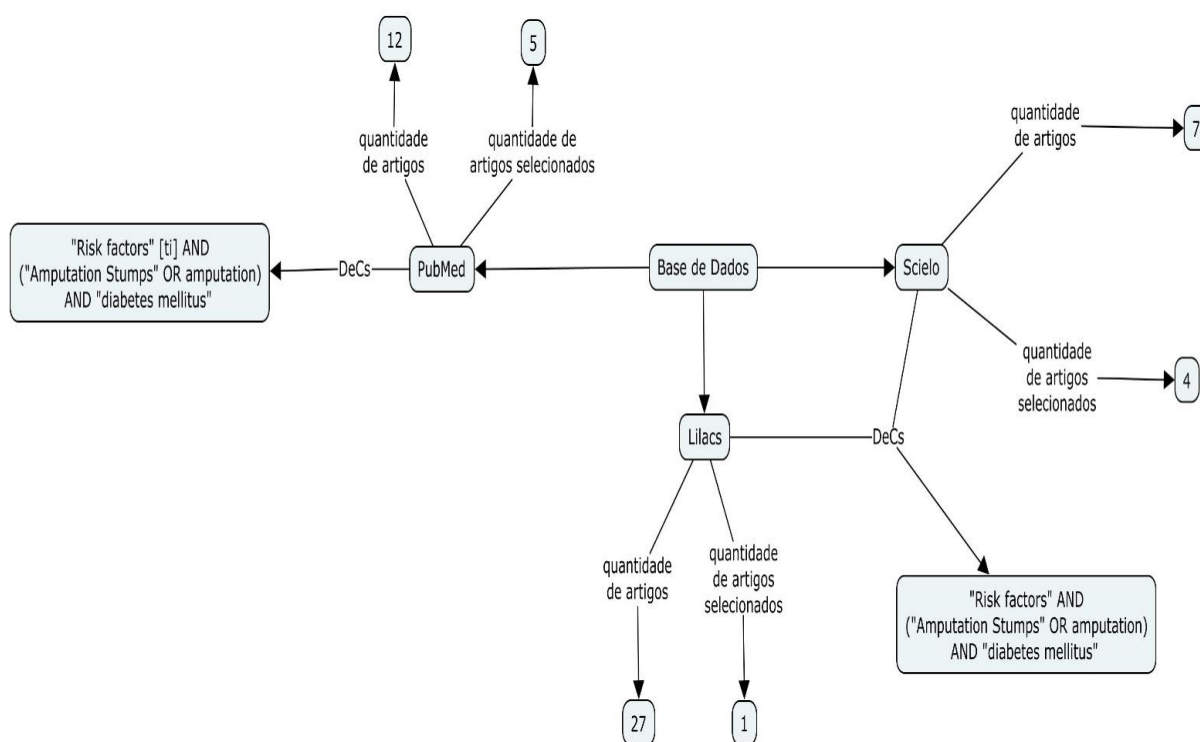 12
5
quantidade
de artigos
quantidade de
artigos selecionados
quantidade
de artigos
7
"Risk factors" [ti] AND
("Amputation Stumps" OR amputation)
AND "diabetes mellitus"
DeCs
PubMed
Base de Dados
Scielo
quantidade
de artigos
selecionados
4
Lilacs
DeCs
quantidade
de artigos
quantidade
de artigos
selecionados
"Risk factors" AND
("Amputation Stumps" OR amputation)
AND "diabetes mellitus"
27
1